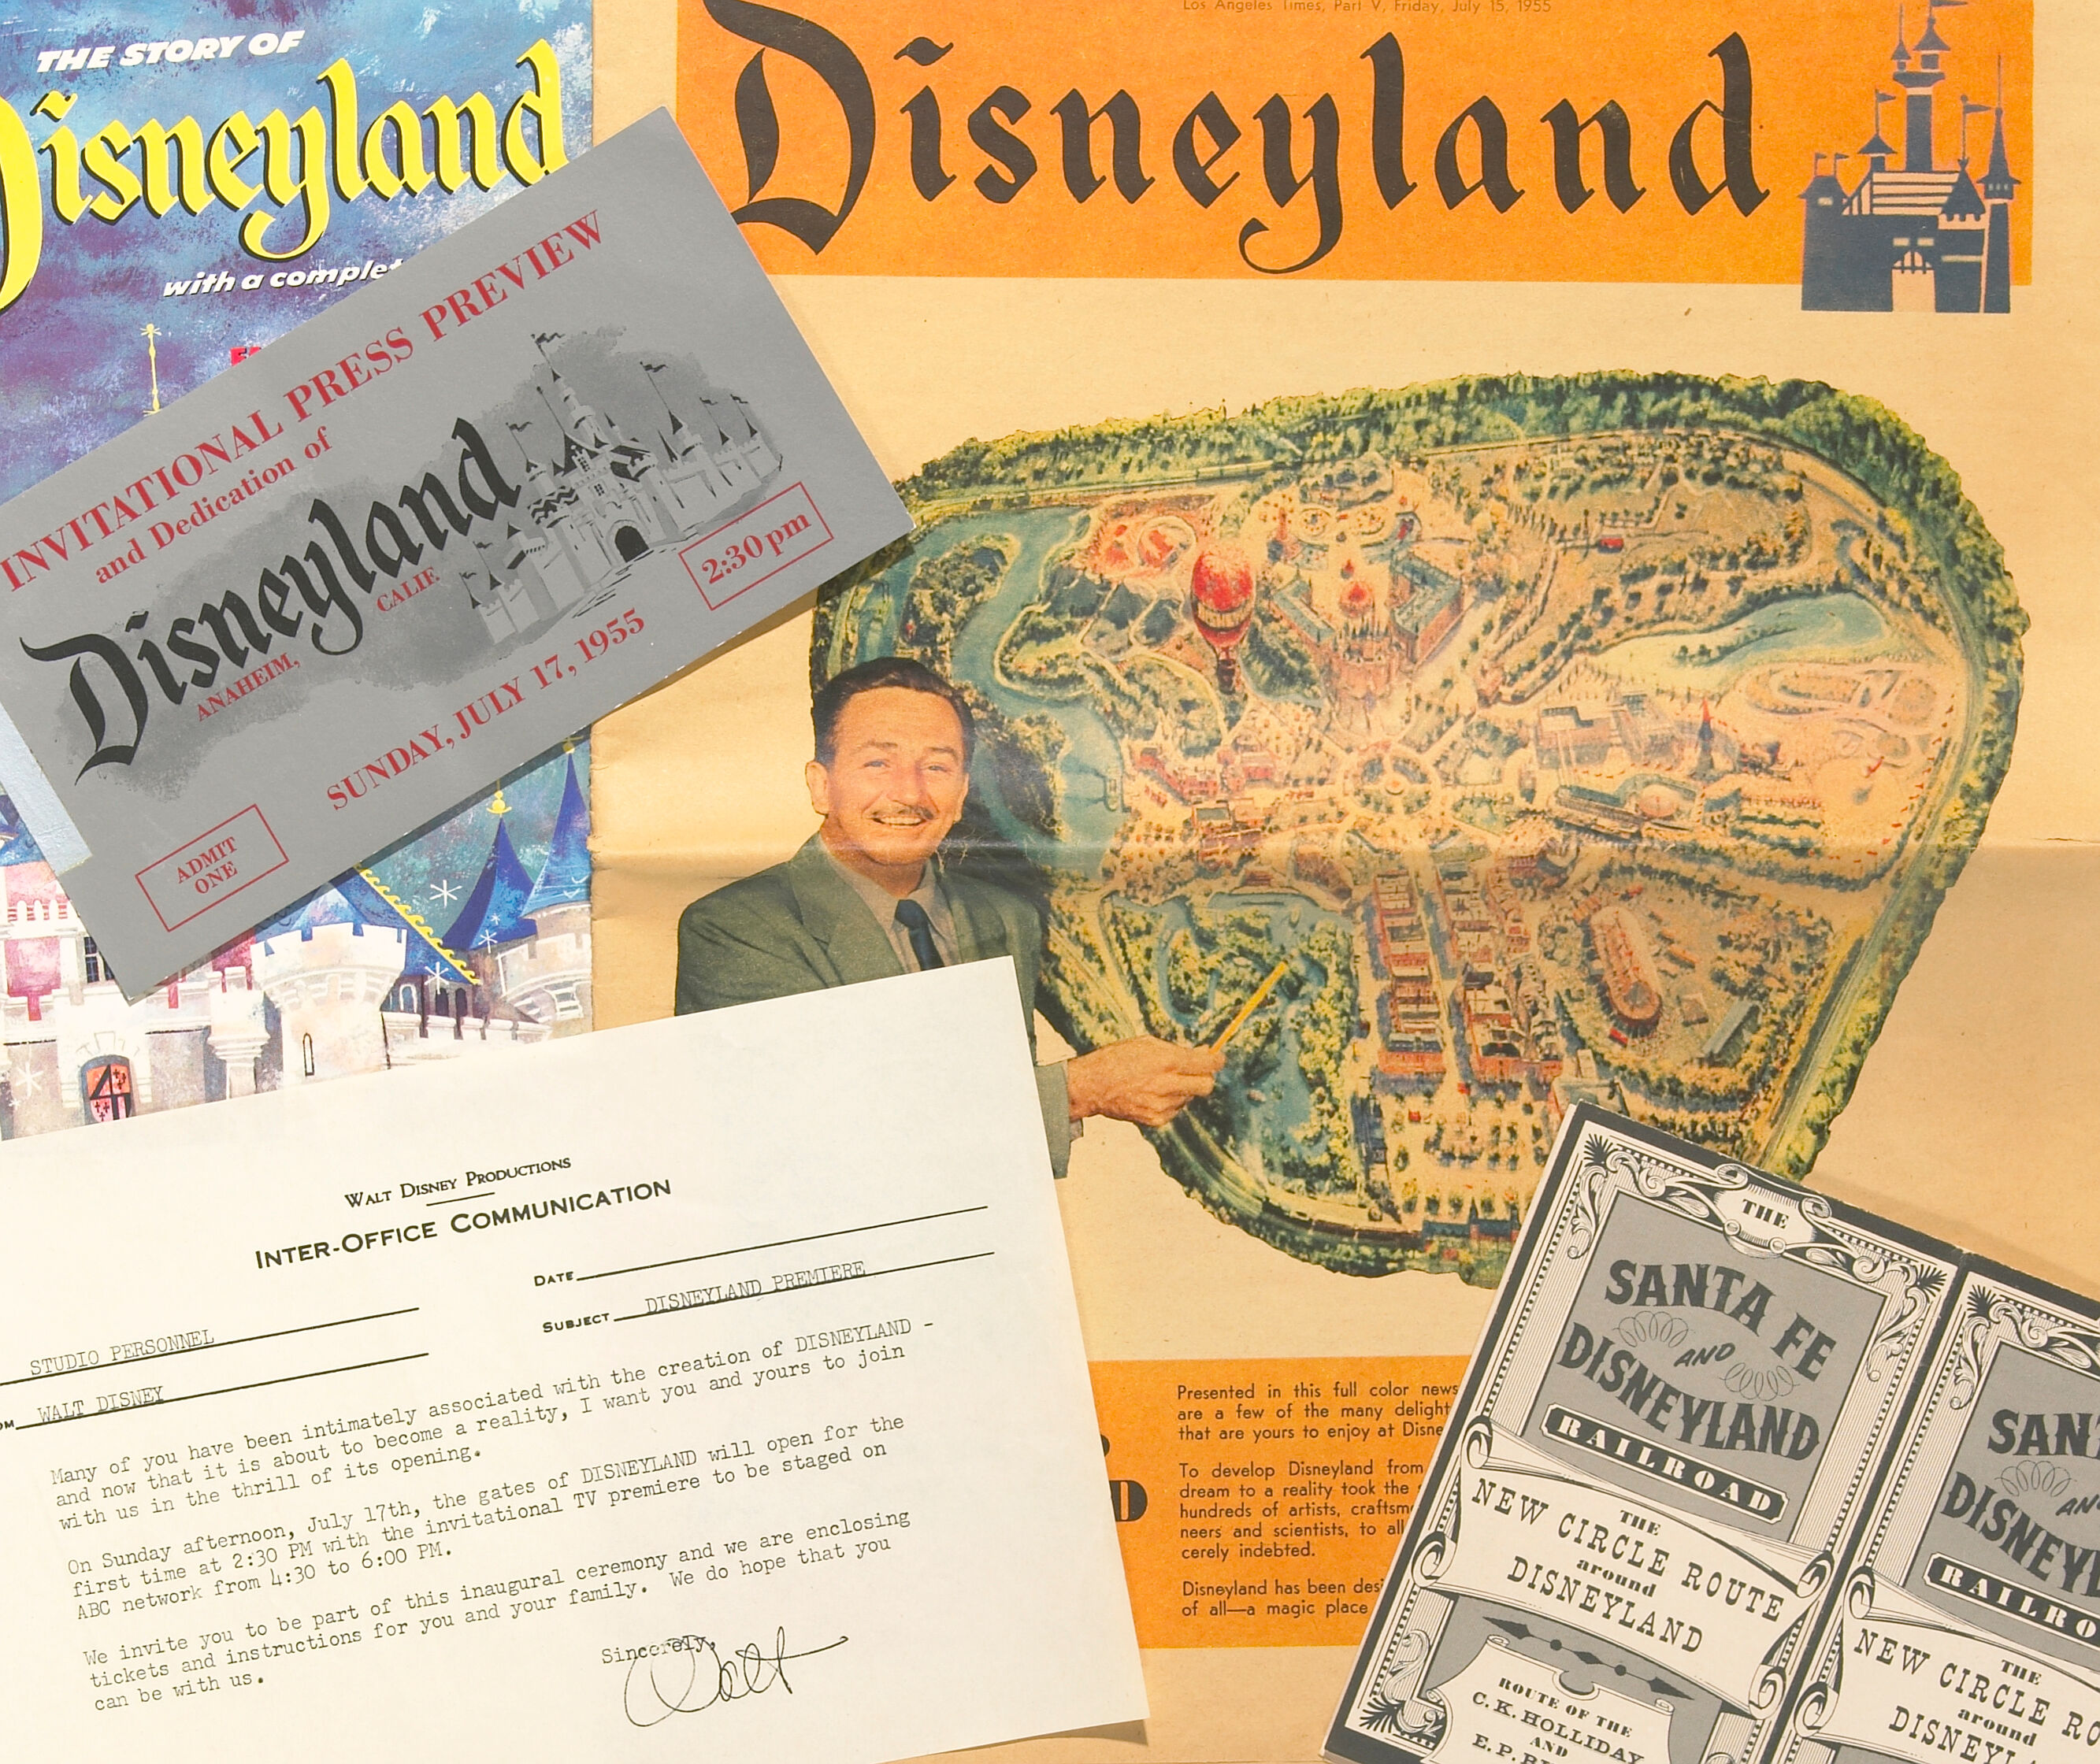 THE STORY OF
Disneyland
with a complet
Los Angeles Times, Part V, Friday, July 15, 1955
Disneyland
INVITATIONAL PRESS PREVIEW
and Dedication of
Disneyland
ANAHEIM, CALIF.
SUNDAY, JULY 17, 1955
2:30 pm
ADMIT
ONE
WALT DISNEY PRODUCTIONS
INTER-OFFICE COMMUNICATION
DATE
STUDIO PERSONNEL
SUBJECT DISNEYLAND PREMIERE
OM WALT DISNEY
Many of you have been intimately associated with the creation of DISNEYLAND -
and now that it is about to become a reality, I want you and yours to join
with us in the thrill of its opening.
On Sunday afternoon, July 17th, the gates of DISNEYLAND will open for the
first time at 2:30 PM with the invitational TV premiere to be staged on
ABC network from 4:30 to 6:00 PM.
We invite you to be part of this inaugural ceremony and we are enclosing
tickets and instructions for you and your family. We do hope that you
can be with us.
Sincerely,
Walt
Presented in this full color news
are a few of the many delight
that are yours to enjoy at Disne
To develop Disneyland from
dream to a reality took the
hundreds of artists, craftsm
neers and scientists, to all
cerely indebted.
Disneyland has been desi
of all—a magic place
THE
SANTA FE
AND
DISNEYLAND
RAILROAD
THE
NEW CIRCLE ROUTE
around
DISNEYLAND
ROUTE OF THE
C. K. HOLLIDAY
AND
E. P.
SAN
AN
DISNEY
RAILRO
THE
NEW CIRCLE RO
around
DISNEY